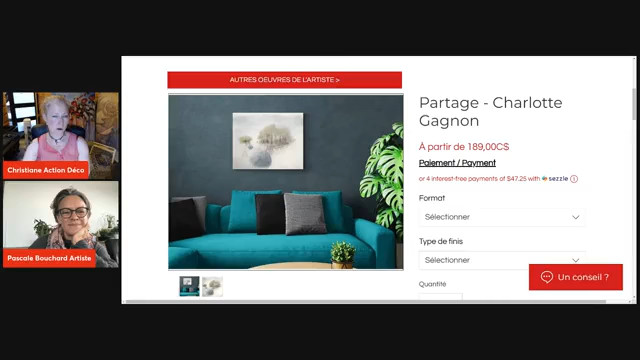 AUTRES OEUVRES DE L'ARTISTE >
Partage - Charlotte
Gagnon
À partir de 189,00C$
Paiement / Payment
or 4 interest-free payments of $47.25 with sezzle
Format
Sélectionner
Type de finis
Sélectionner
Un conseil ?
Quantité
Christiane Action Déco
Pascale Bouchard Artiste